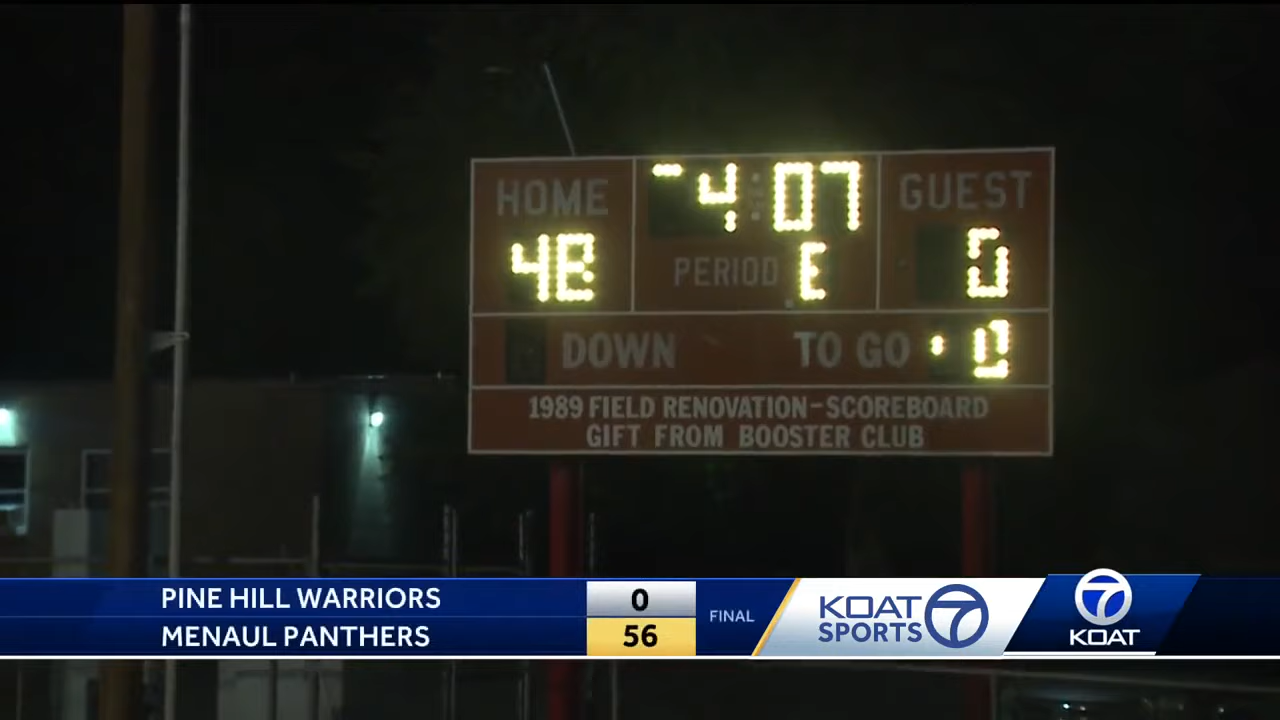 HOME
4:07
GUEST
48
PERIOD
0
DOWN
TO GO
1989 FIELD RENOVATION-SCOREBOARD
GIFT FROM BOOSTER CLUB
PINE HILL WARRIORS 0
MENAUL PANTHERS 56
FINAL
KOAT 7
SPORTS
7
KOAT